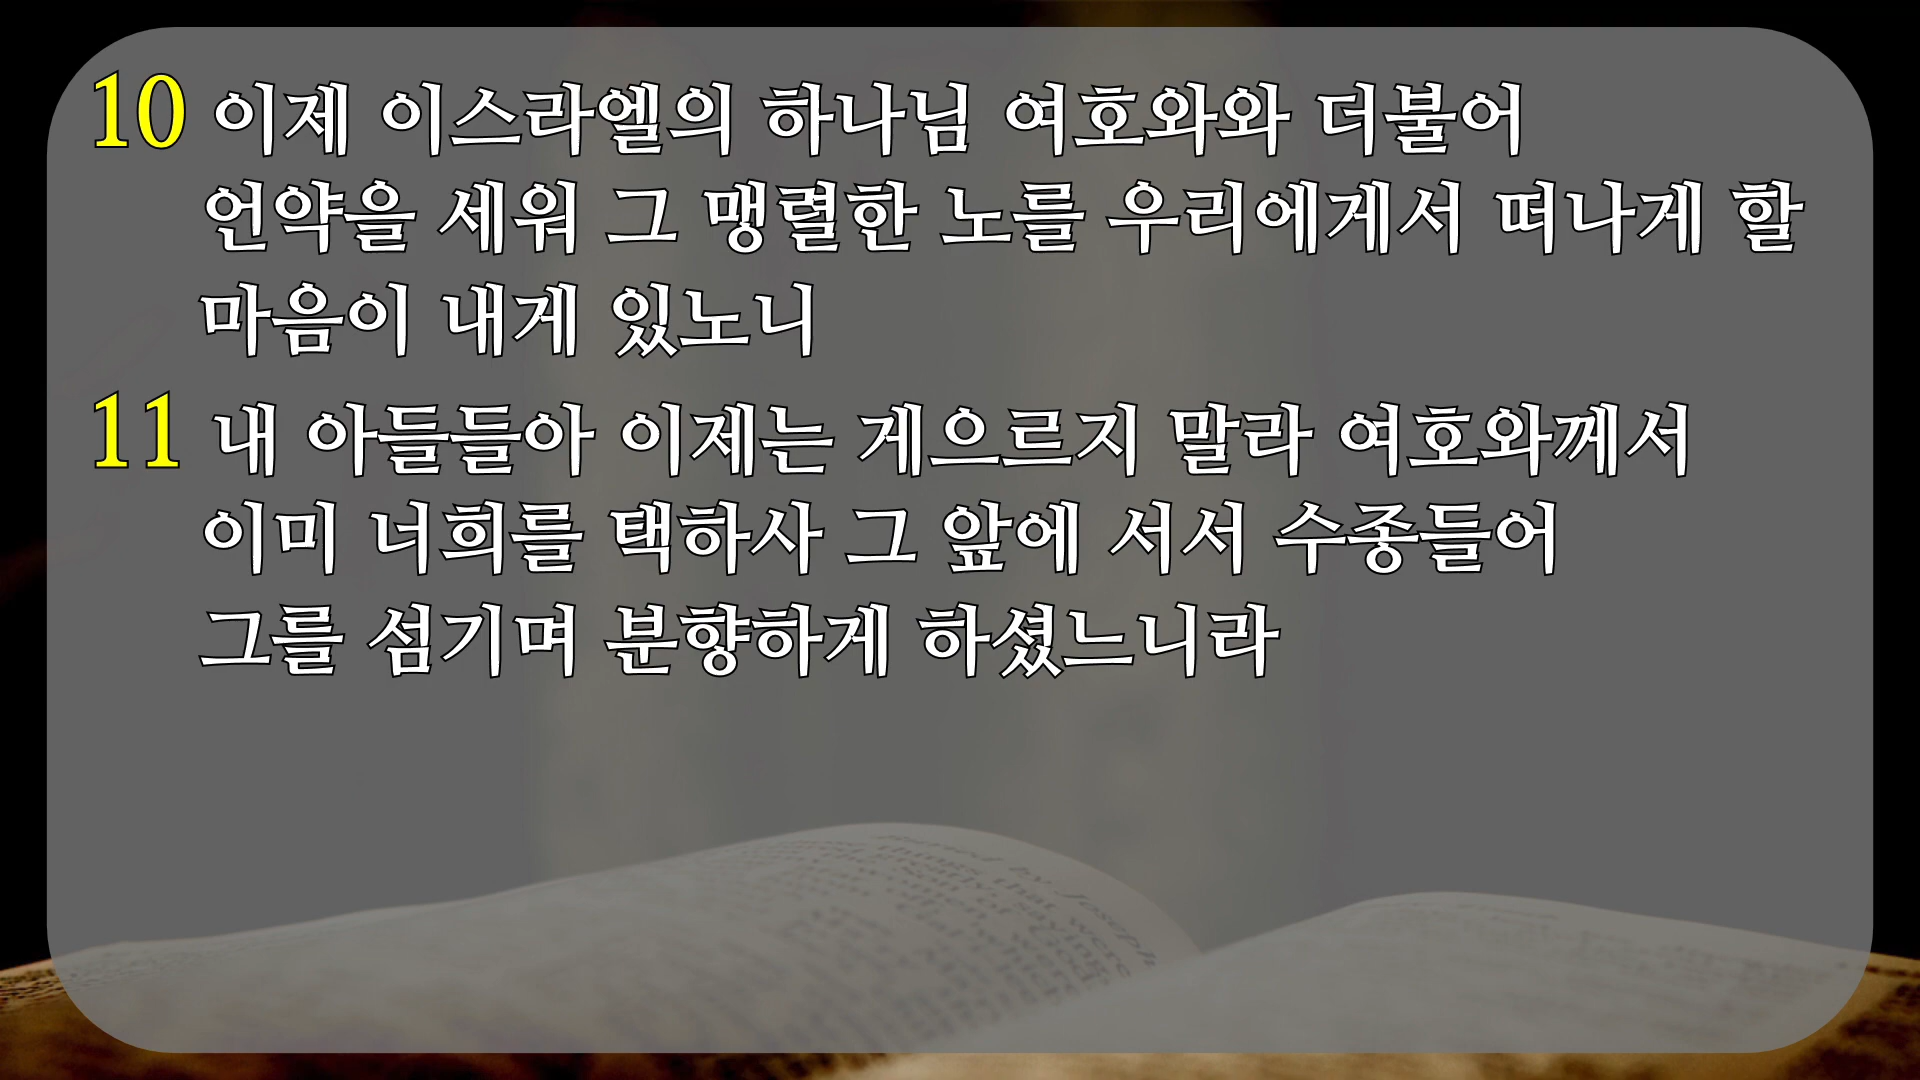 10 이제 이스라엘의 하나님 여호와와 더불어
언약을 세워 그 맹렬한 노를 우리에게서 떠나게 할
마음이 내게 있노니
11 내 아들들아 이제는 게으르지 말라 여호와께서
이미 너희를 택하사 그 앞에 서서 수종들어
그를 섬기며 분향하게 하셨느니라